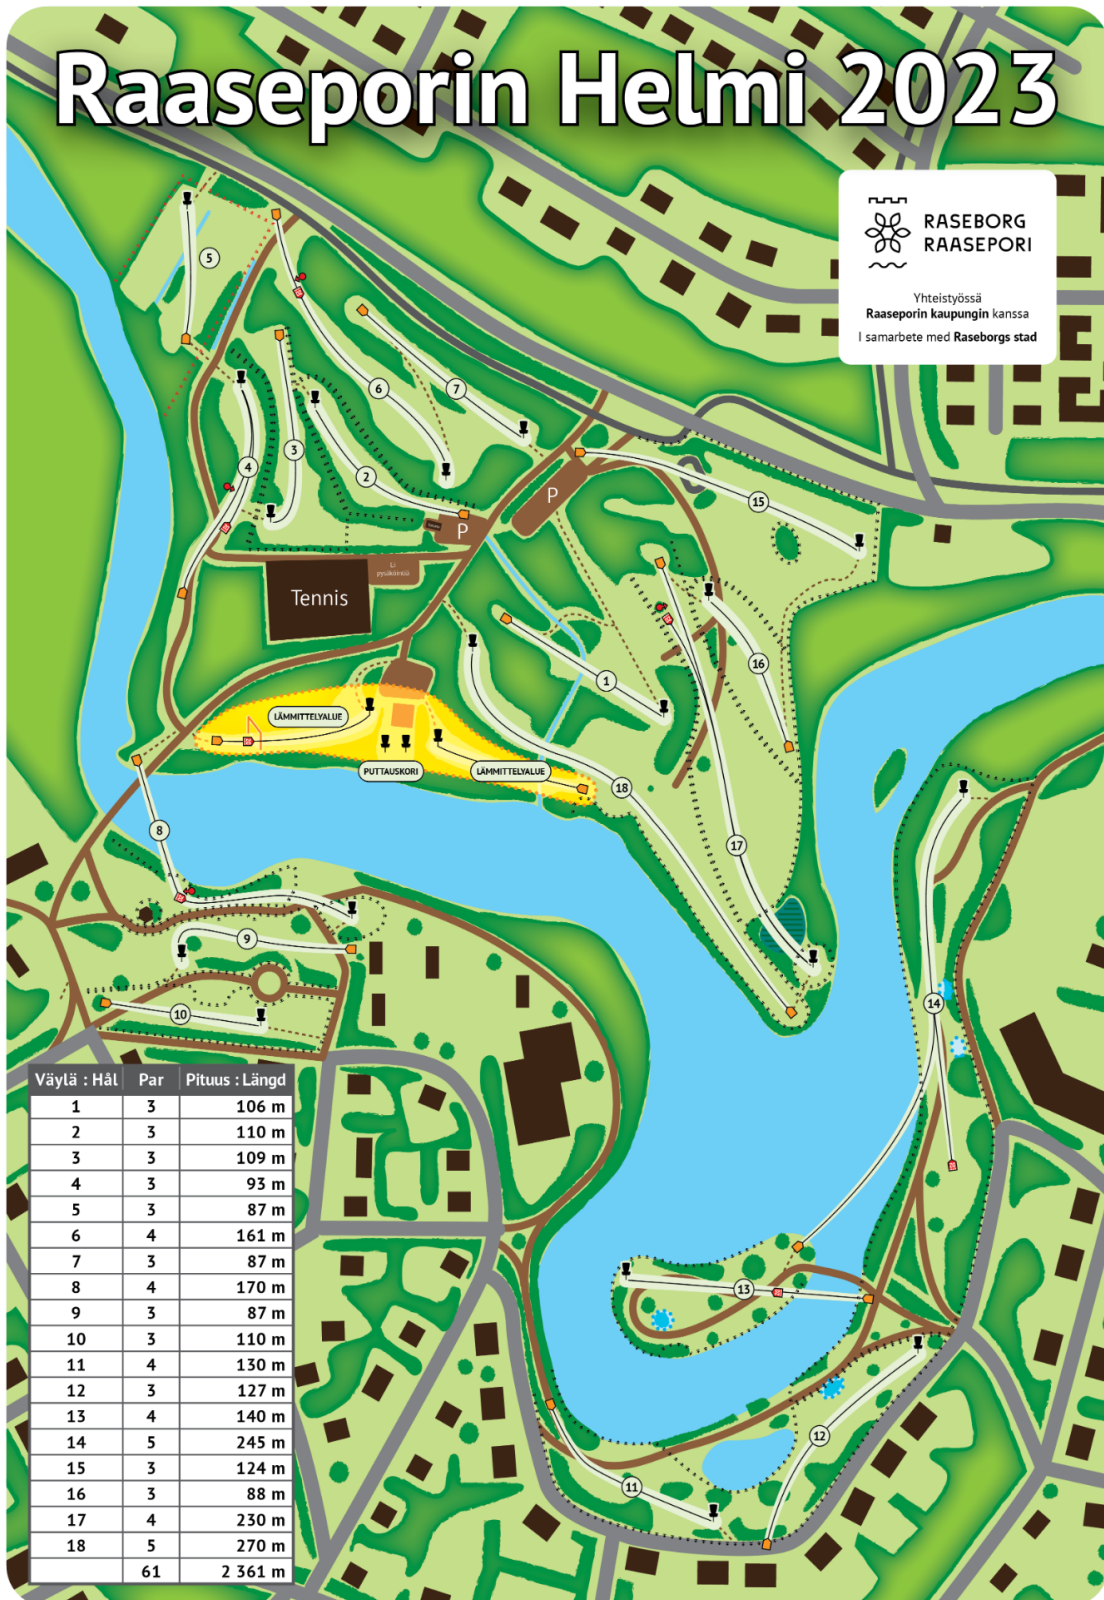 Raaseporin Helmi 2023
RASEBORG
RAASEPORI
Yhteistyössä
Raaseporin kaupungin kanssa
I samarbete med Raseborgs stad
5
6
7
4
3
2
P
P
15
Tennis
1
16
LÄMMITTELYALUE
PUTTAUSKORI
LÄMMITTELYALUE
18
8
17
9
10
14
13
12
11
Väylä : Hål Par Pituus : Längd
1 3 106 m
2 3 110 m
3 3 109 m
4 3 93 m
5 3 87 m
6 4 161 m
7 3 87 m
8 4 170 m
9 3 87 m
10 3 110 m
11 4 130 m
12 3 127 m
13 4 140 m
14 5 245 m
15 3 124 m
16 3 88 m
17 4 230 m
18 5 270 m
61 2 361 m